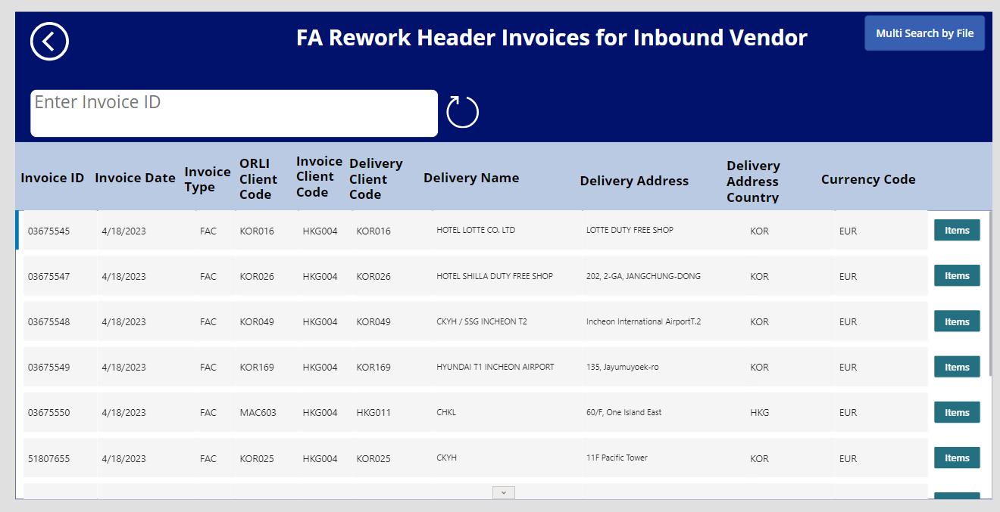 FA Rework Header Invoices for Inbound Vendor
Multi Search by File
Enter Invoice ID
Invoice ID Invoice Date Invoice Type ORLI Client Code Invoice Client Code Delivery Client Code Delivery Name Delivery Address Delivery Address Country Currency Code
03675545 4/18/2023 FAC KOR016 HKG004 KOR016 HOTEL LOTTE CO. LTD LOTTE DUTY FREE SHOP KOR EUR Items
03675547 4/18/2023 FAC KOR026 HKG004 KOR026 HOTEL SHILLA DUTY FREE SHOP 202, 2-GA, JANGCHUNG-DONG KOR EUR Items
03675548 4/18/2023 FAC KOR049 HKG004 KOR049 CKYH / SSG INCHEON T2 Incheon International AirportT.2 KOR EUR Items
03675549 4/18/2023 FAC KOR169 HKG004 KOR169 HYUNDAI T1 INCHEON AIRPORT 135, Jayumuyoek-ro KOR EUR Items
03675550 4/18/2023 FAC MAC603 HKG004 HKG011 CHKL 60/F, One Island East HKG EUR Items
51807655 4/18/2023 FAC KOR025 HKG004 KOR025 CKYH 11F Pacific Tower KOR EUR Items